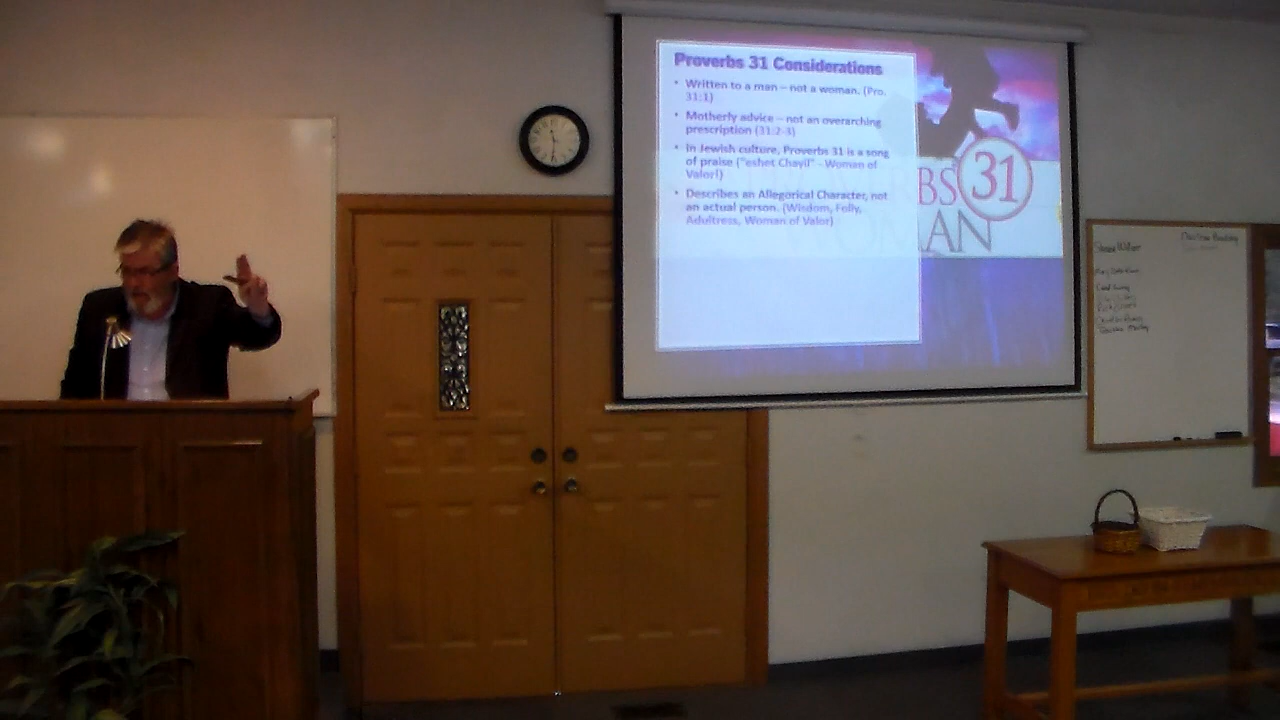 Proverbs 31 Considerations
• Written to a man – not a woman. (Pro.
31:1)
• Motherly advice – not an overarching
prescription (31:2-3)
• In Jewish culture, Proverbs 31 is a song
of praise ("eshet Chayil" - Woman of
Valor!)
• Describes an Allegorical Character, not
an actual person. (Wisdom, Folly,
Adultress, Woman of Valor)
BS 31
OMAN